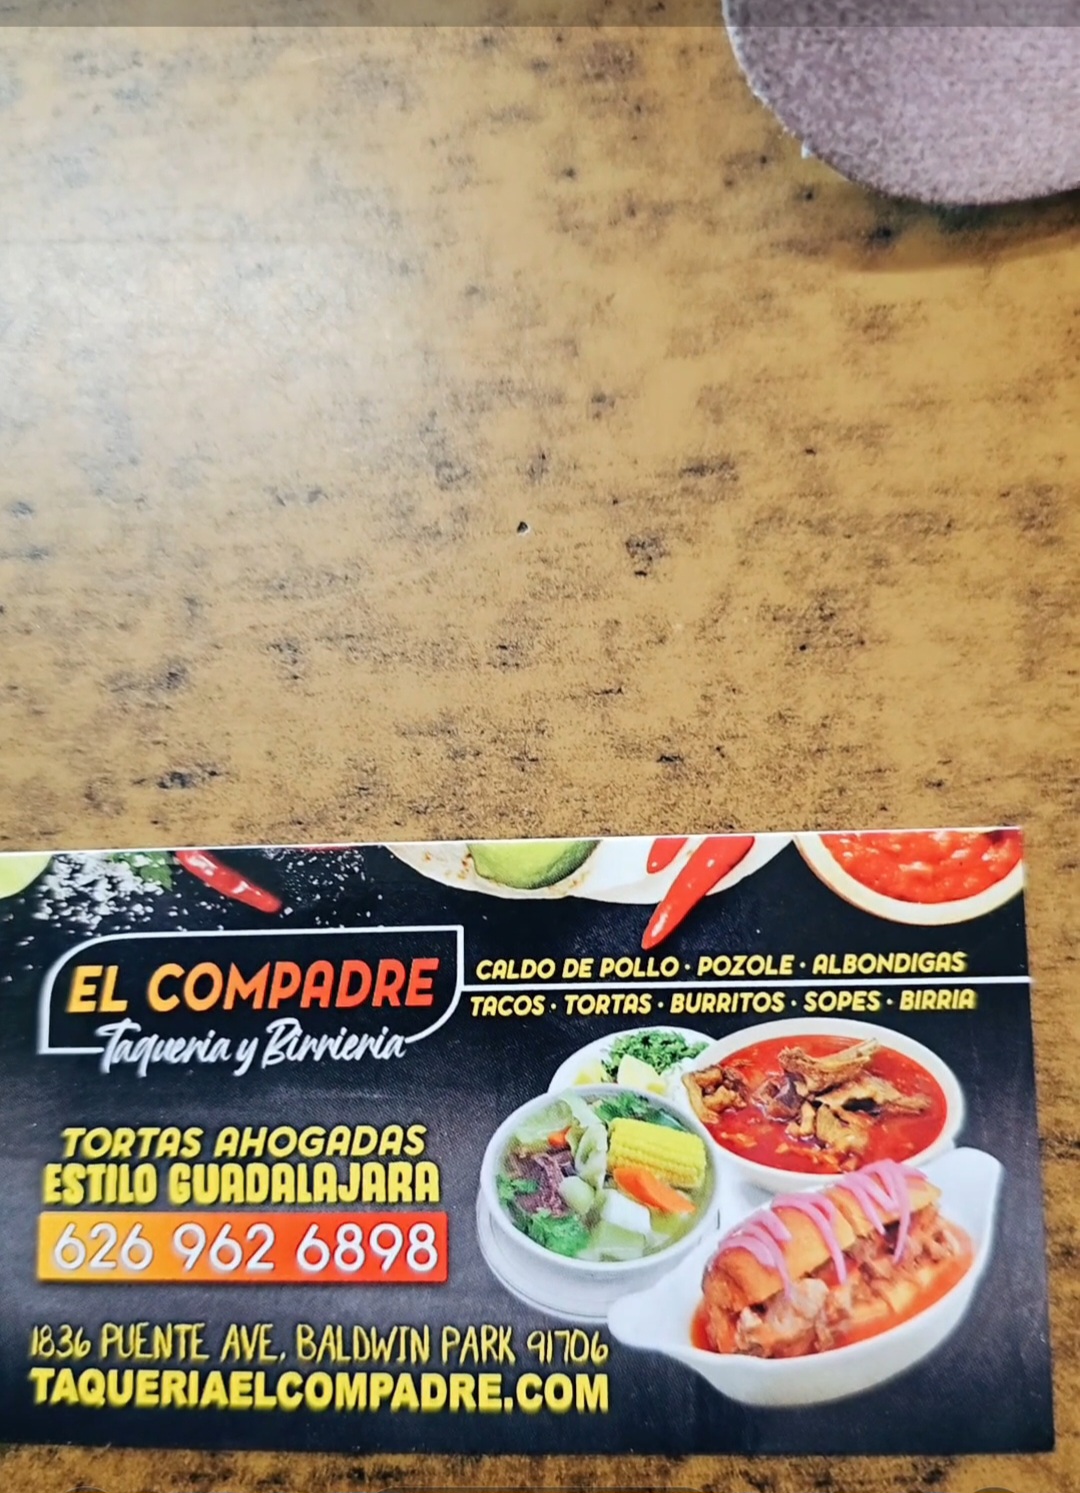 EL COMPADRE
Taqueria y Birrieria
CALDO DE POLLO · POZOLE · ALBONDIGAS
TACOS · TORTAS · BURRITOS · SOPES · BIRRIA
TORTAS AHOGADAS
ESTILO GUADALAJARA
626 962 6898
1836 PUENTE AVE. BALDWIN PARK 91706
TAQUERIAELCOMPADRE.COM